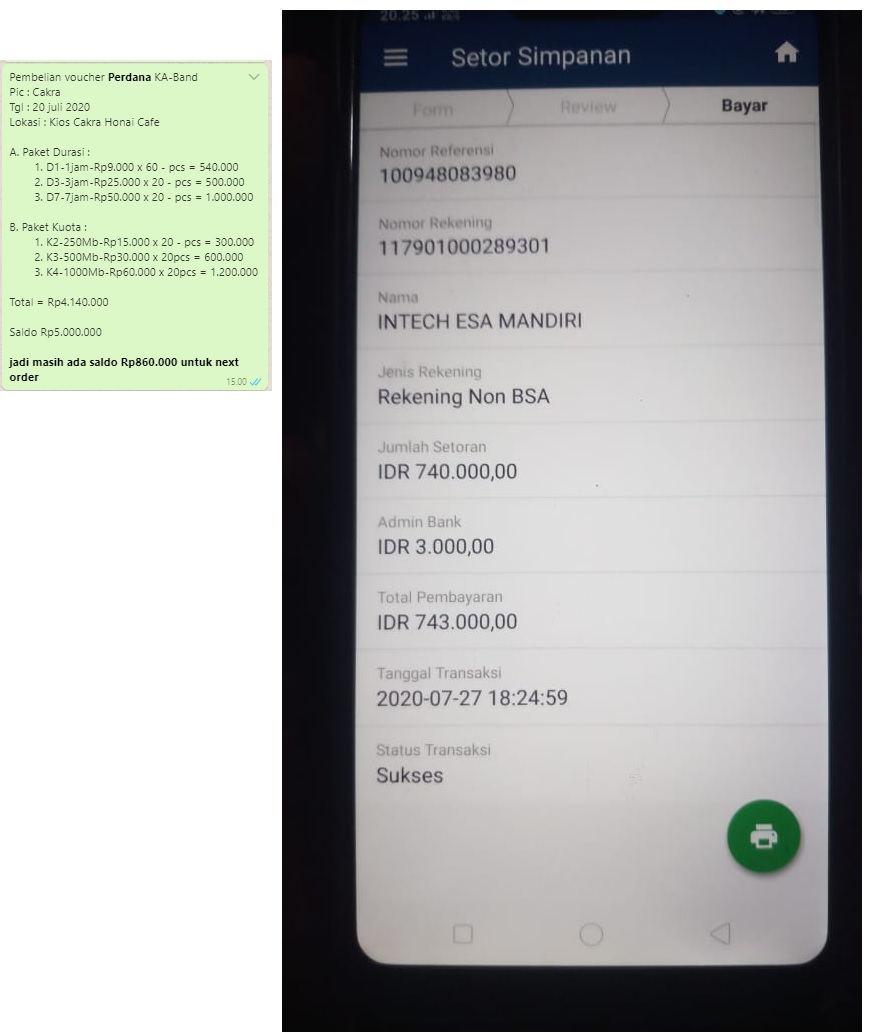 Pembelian voucher Perdana KA-Band
Pic : Cakra
Tgl : 20 juli 2020
Lokasi : Kios Cakra Honai Cafe
A. Paket Durasi :
1. D1-1jam-Rp9.000 x 60 - pcs = 540.000
2. D3-3jam-Rp25.000 x 20 - pcs = 500.000
3. D7-7jam-Rp50.000 x 20 - pcs = 1.000.000
B. Paket Kuota :
1. K2-250Mb-Rp15.000 x 20 - pcs = 300.000
2. K3-500Mb-Rp30.000 x 20pcs = 600.000
3. K4-1000Mb-Rp60.000 x 20pcs = 1.200.000
Total = Rp4.140.000
Saldo Rp5.000.000
jadi masih ada saldo Rp860.000 untuk next
order
15.00
20.25
Setor Simpanan
Form Review Bayar
Nomor Referensi
100948083980
Nomor Rekening
117901000289301
Nama
INTECH ESA MANDIRI
Jenis Rekening
Rekening Non BSA
Jumlah Setoran
IDR 740.000,00
Admin Bank
IDR 3.000,00
Total Pembayaran
IDR 743.000,00
Tanggal Transaksi
2020-07-27 18:24:59
Status Transaksi
Sukses